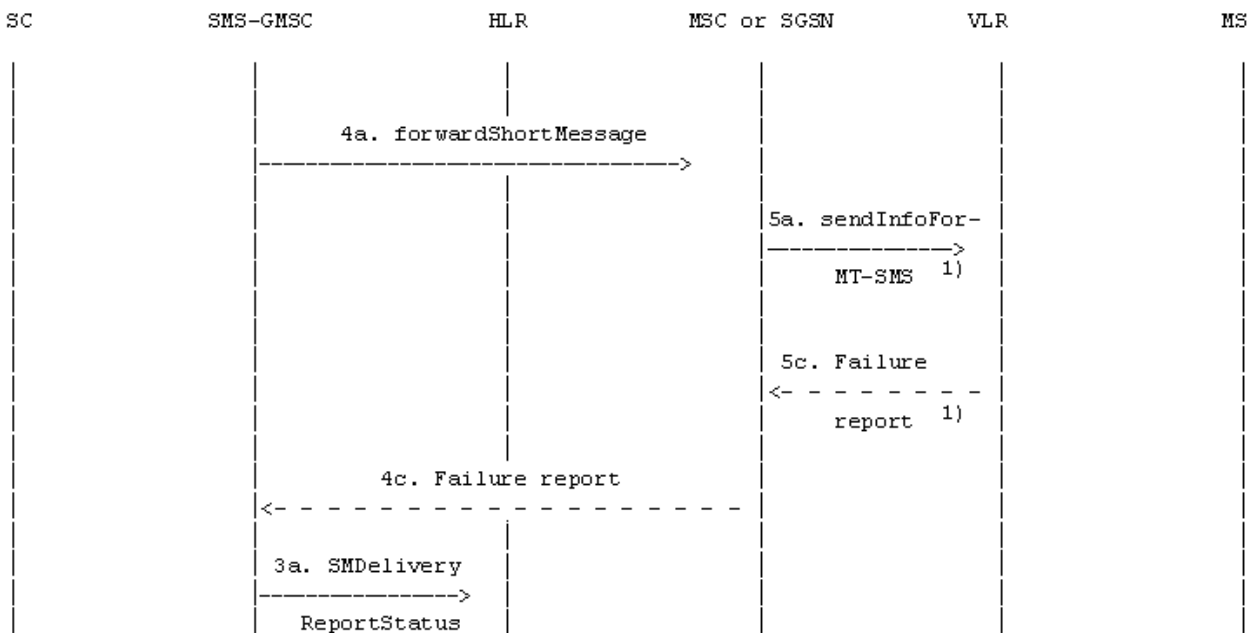 SC SMS-GMSC HLR MSC or SGSN VLR MS
4a. forwardShortMessage
5a. sendInfoFor-
MT-SMS 1)
5c. Failure
report 1)
4c. Failure report
3a. SMDelivery
ReportStatus